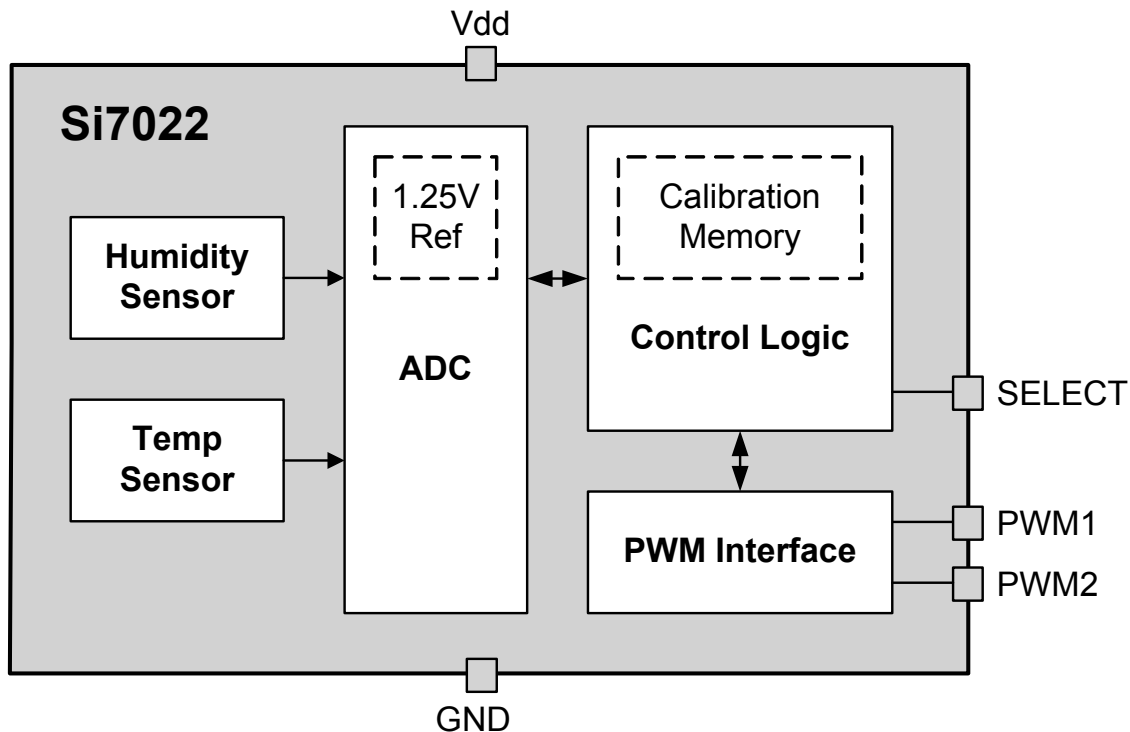 Vdd
Si7022
1.25V
Ref
Calibration
Memory
Humidity
Sensor
Control Logic
ADC
SELECT
Temp
Sensor
PWM1
PWM Interface
PWM2
GND